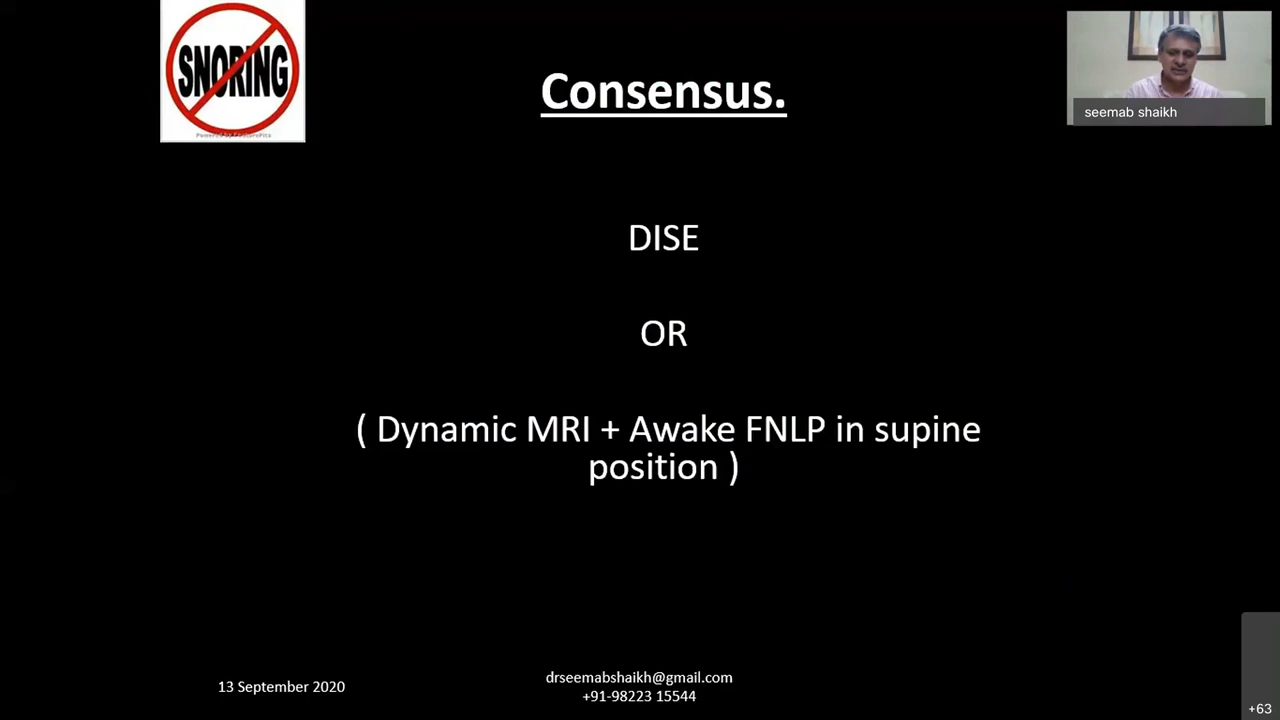 SNORING
Consensus.
seemab shaikh
DISE
OR
( Dynamic MRI + Awake FNLP in supine
position )
13 September 2020
drseemabshaikh@gmail.com
+91-98223 15544
+63